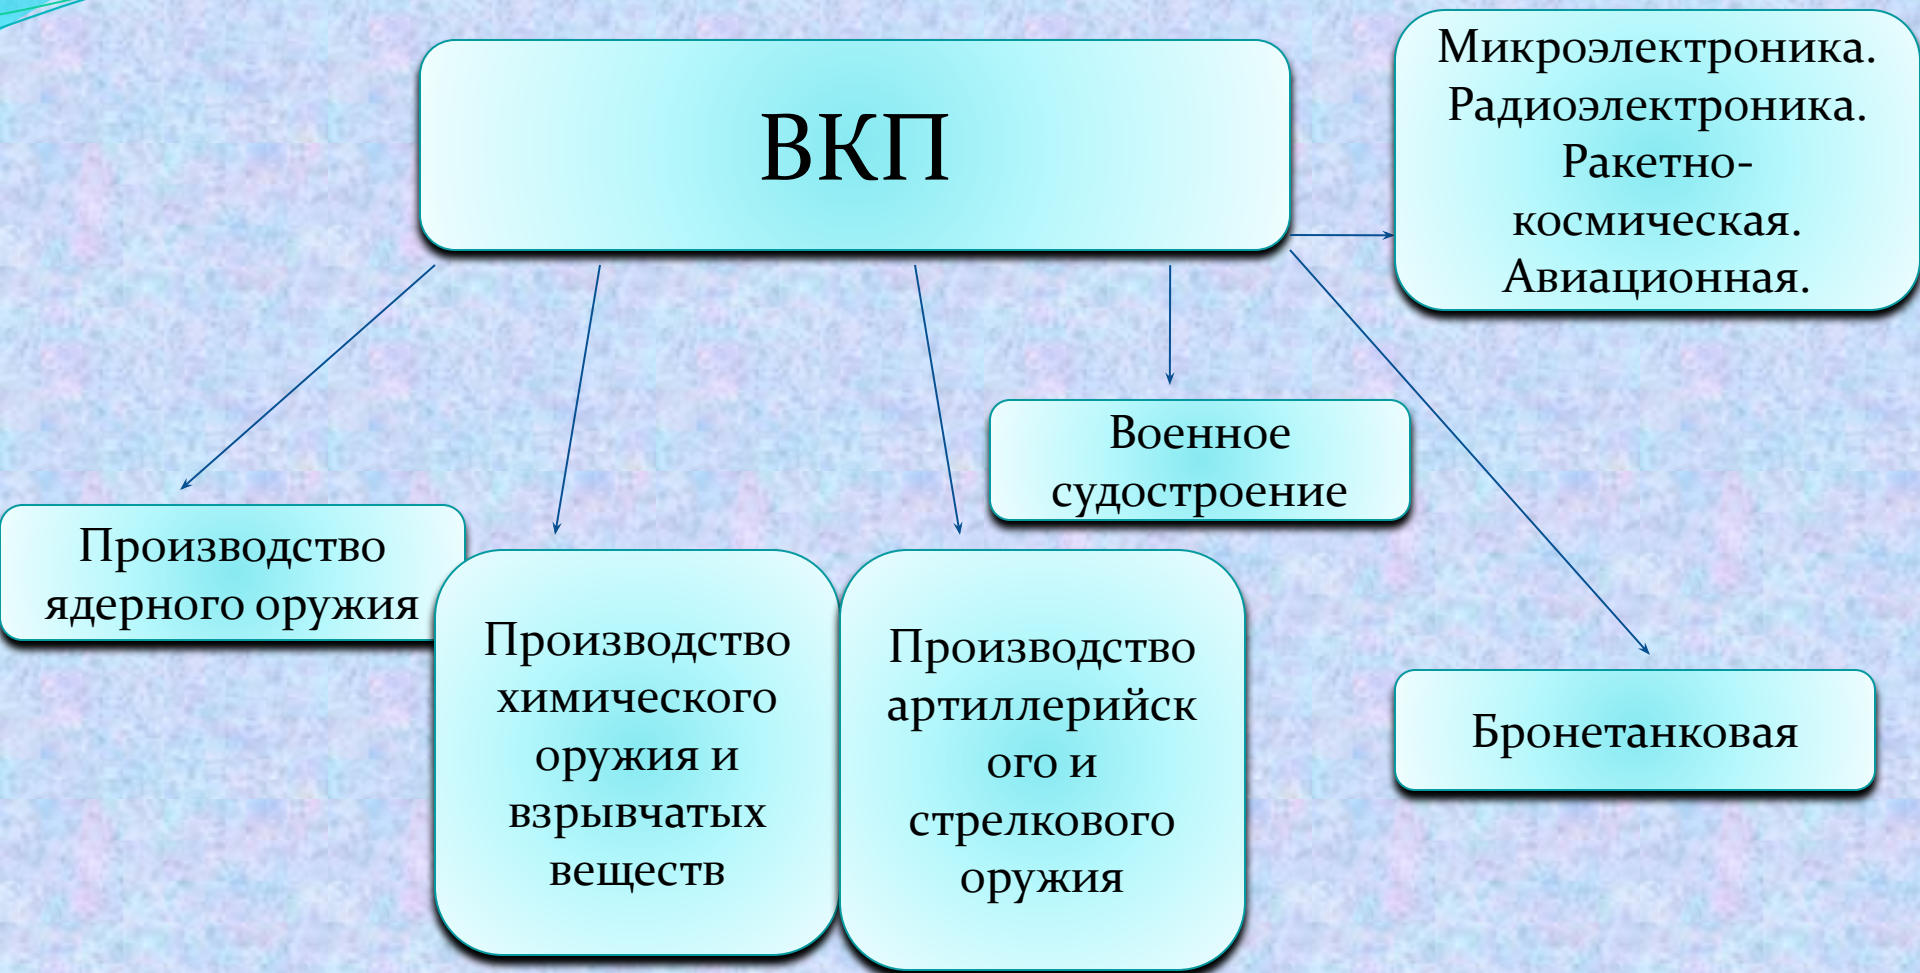 ВКП
Микроэлектроника.
Радиоэлектроника.
Ракетно-
космическая.
Авиационная.
Военное
судостроение
Производство
ядерного оружия
Производство
химического
оружия и
взрывчатых
веществ
Производство
артиллерийск
ого и
стрелкового
оружия
Бронетанковая